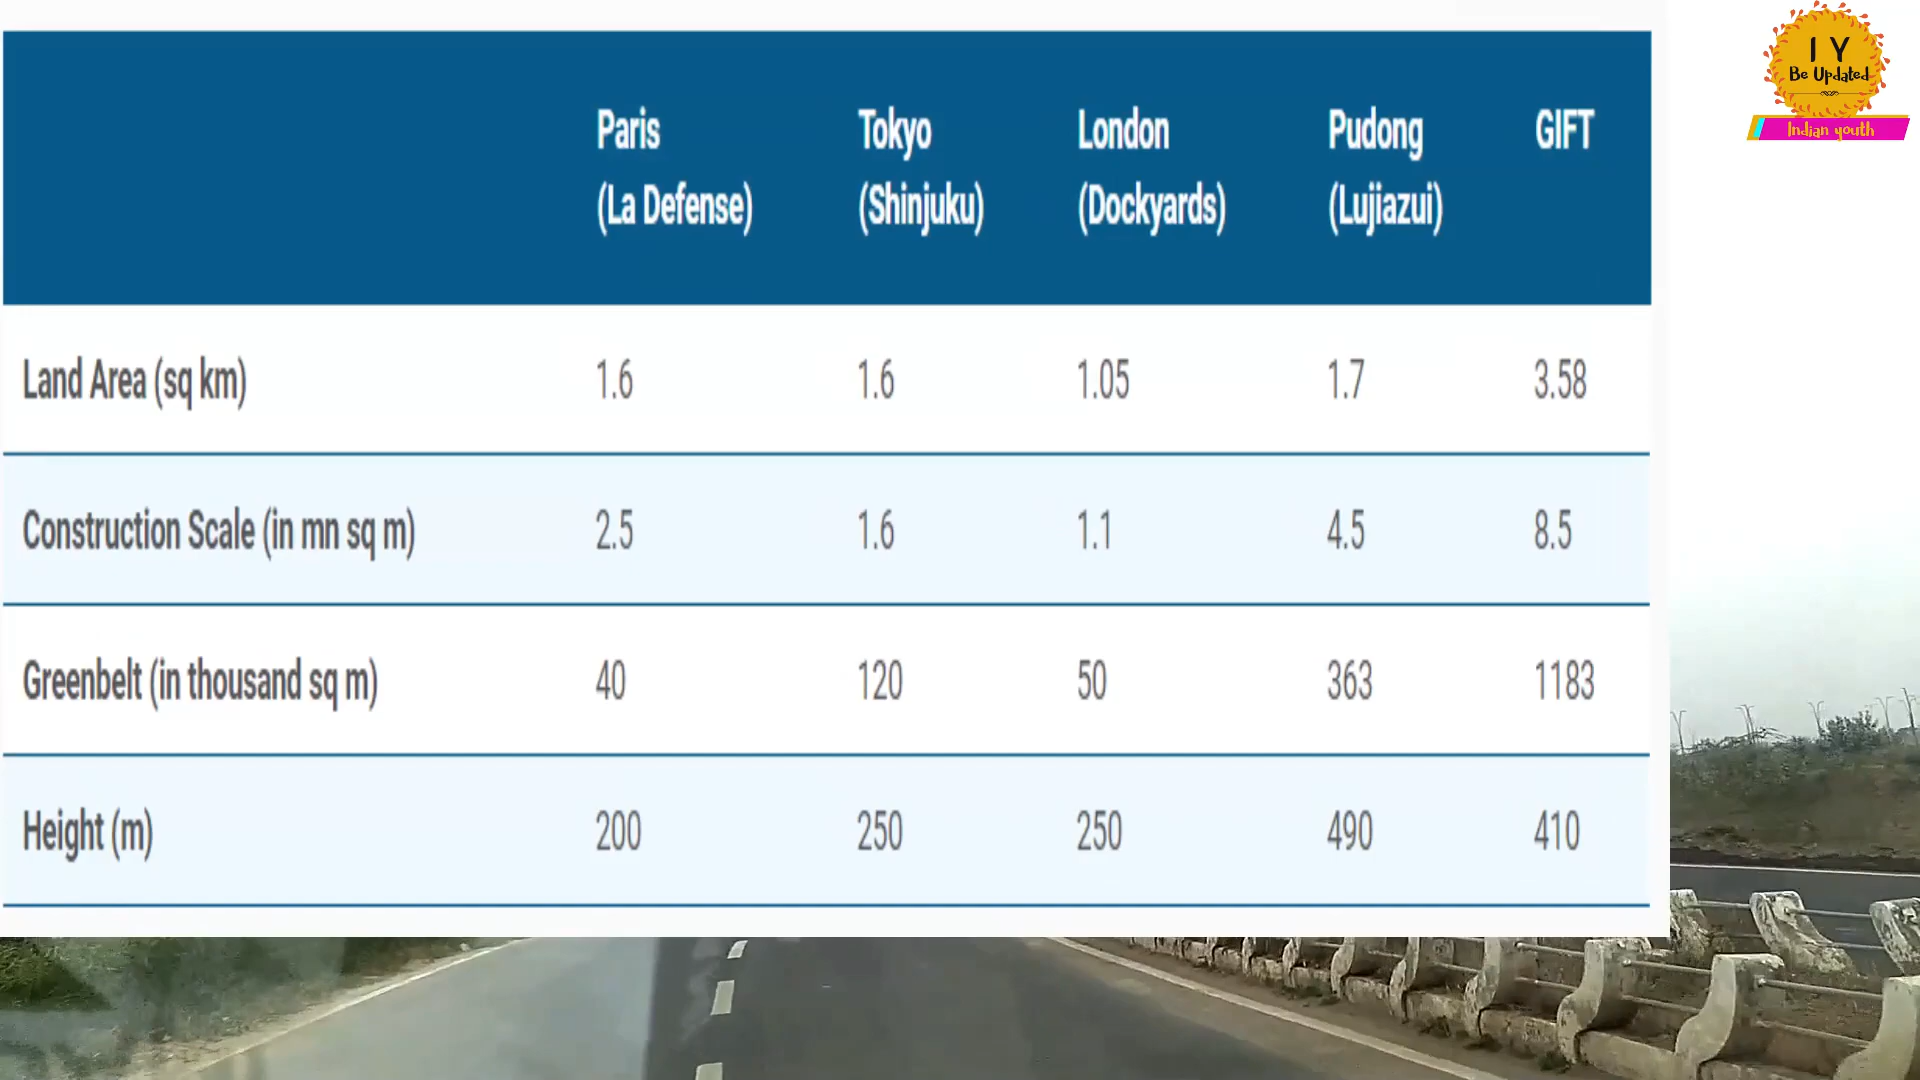 I Y
Be Updated
Indian youth
Paris Tokyo London Pudong GIFT
(La Defense) (Shinjuku) (Dockyards) (Lujiazui)
Land Area (sq km) 1.6 1.6 1.05 1.7 3.58
Construction Scale (in mn sq m) 2.5 1.6 1.1 4.5 8.5
Greenbelt (in thousand sq m) 40 120 50 363 1183
Height (m) 200 250 250 490 410